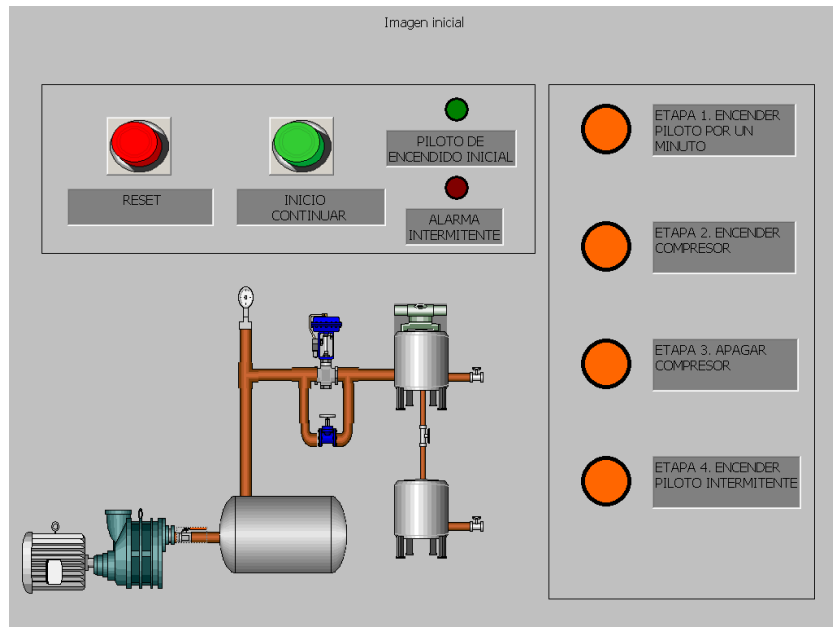 Imagen inicial
RESET
INICIO
CONTINUAR
PILOTO DE
ENCENDIDO INICIAL
ALARMA
INTERMITENTE
ETAPA 1. ENCENDER
PILOTO POR UN
MINUTO
ETAPA 2. ENCENDER
COMPRESOR
ETAPA 3. APAGAR
COMPRESOR
ETAPA 4. ENCENDER
PILOTO INTERMITENTE